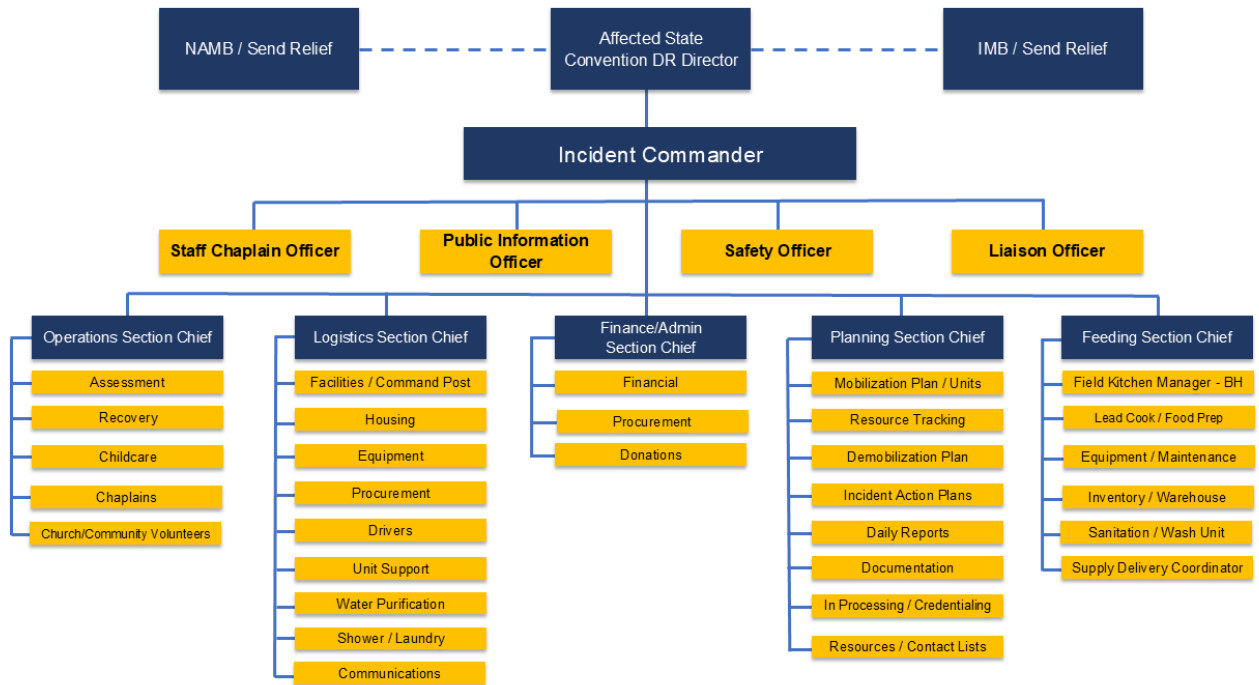 NAMB / Send Relief
Affected State
Convention DR Director
IMB / Send Relief
Incident Commander
Staff Chaplain Officer
Public Information
Officer
Safety Officer
Liaison Officer
Operations Section Chief
Assessment
Recovery
Childcare
Chaplains
Church/Community Volunteers
Logistics Section Chief
Facilities / Command Post
Housing
Equipment
Procurement
Drivers
Unit Support
Water Purification
Shower / Laundry
Communications
Finance/Admin
Section Chief
Financial
Procurement
Donations
Planning Section Chief
Mobilization Plan / Units
Resource Tracking
Demobilization Plan
Incident Action Plans
Daily Reports
Documentation
In Processing / Credentialing
Resources / Contact Lists
Feeding Section Chief
Field Kitchen Manager - BH
Lead Cook / Food Prep
Equipment / Maintenance
Inventory / Warehouse
Sanitation / Wash Unit
Supply Delivery Coordinator